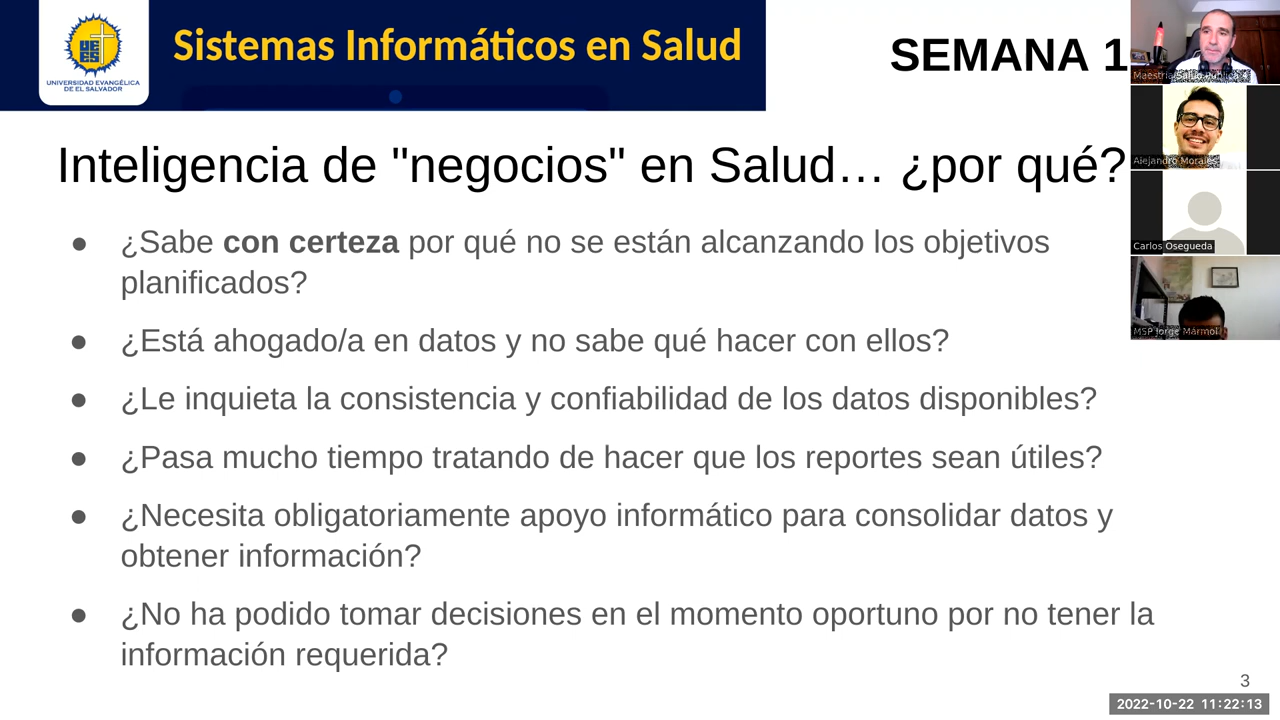 Sistemas Informáticos en Salud
UNIVERSIDAD EVANGÉLICA
DE EL SALVADOR
SEMANA 1
Inteligencia de "negocios" en Salud… ¿por qué?
● ¿Sabe con certeza por qué no se están alcanzando los objetivos
planificados?
● ¿Está ahogado/a en datos y no sabe qué hacer con ellos?
● ¿Le inquieta la consistencia y confiabilidad de los datos disponibles?
● ¿Pasa mucho tiempo tratando de hacer que los reportes sean útiles?
● ¿Necesita obligatoriamente apoyo informático para consolidar datos y
obtener información?
● ¿No ha podido tomar decisiones en el momento oportuno por no tener la
información requerida?
Maestria Salud Publica 4
Alejandro Morales
Carlos Osegueda
MSP Jorge Mármol
3
2022-10-22 11:22:13